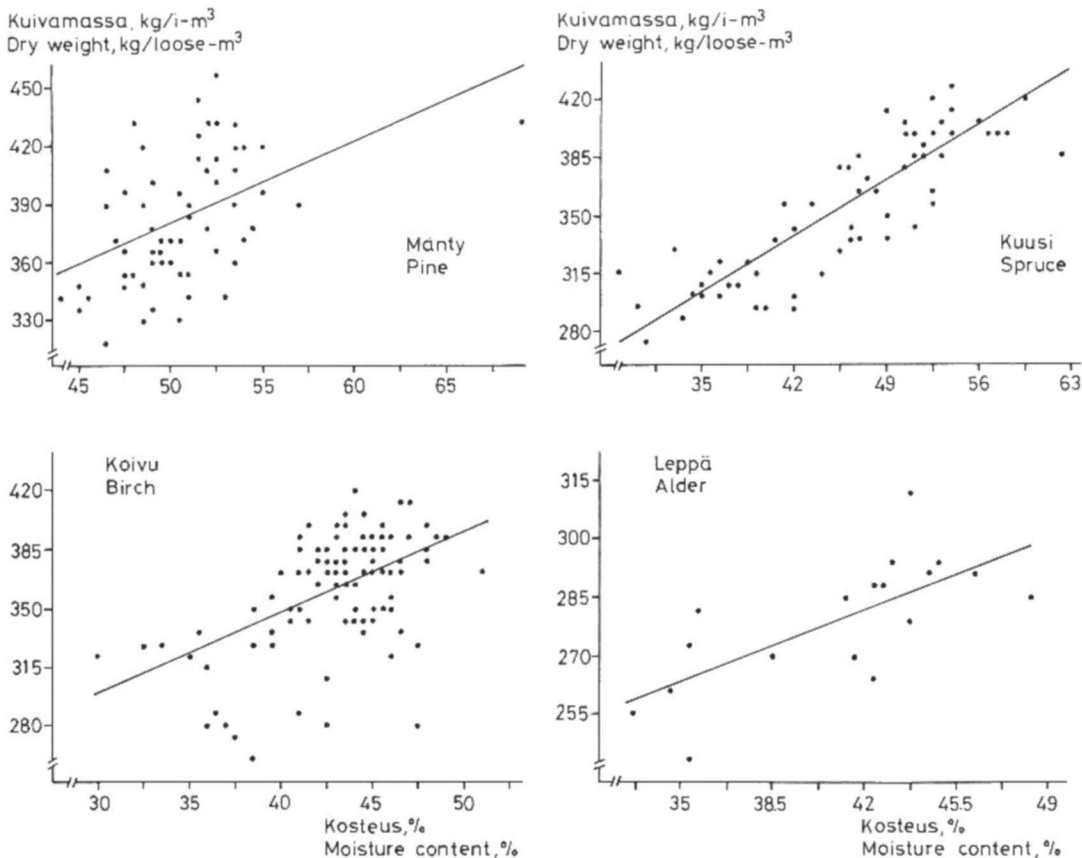 Kuivamassa, kg/i-m³
Dry weight, kg/loose-m³
450
420
390
360
330
Mänty
Pine
45 50 55 60 65
Kuivamassa, kg/i-m³
Dry weight, kg/loose-m³
420
385
350
315
280
Kuusi
Spruce
35 42 49 56 63
Koivu
Birch
420
385
350
315
280
30 35 40 45 50
Kosteus, %
Moisture content, %
Leppä
Alder
315
300
285
270
255
35 38.5 42 45.5 49
Kosteus, %
Moisture content, %